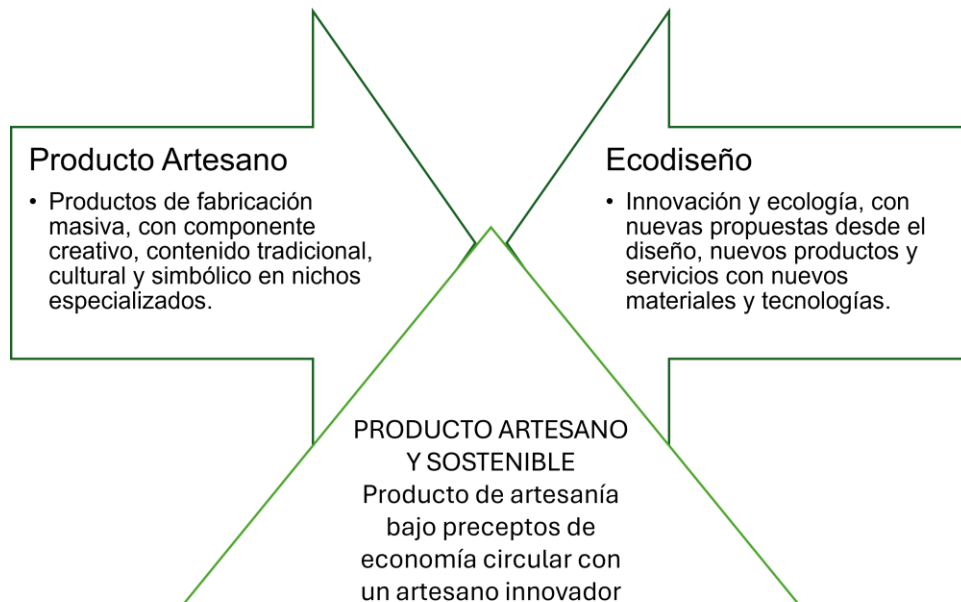 Producto Artesano
• Productos de fabricación
masiva, con componente
creativo, contenido tradicional,
cultural y simbólico en nichos
especializados.
Ecodiseño
• Innovación y ecología, con
nuevas propuestas desde el
diseño, nuevos productos y
servicios con nuevos
materiales y tecnologías.
PRODUCTO ARTESANO
Y SOSTENIBLE
Producto de artesanía
bajo preceptos de
economía circular con
un artesano innovador